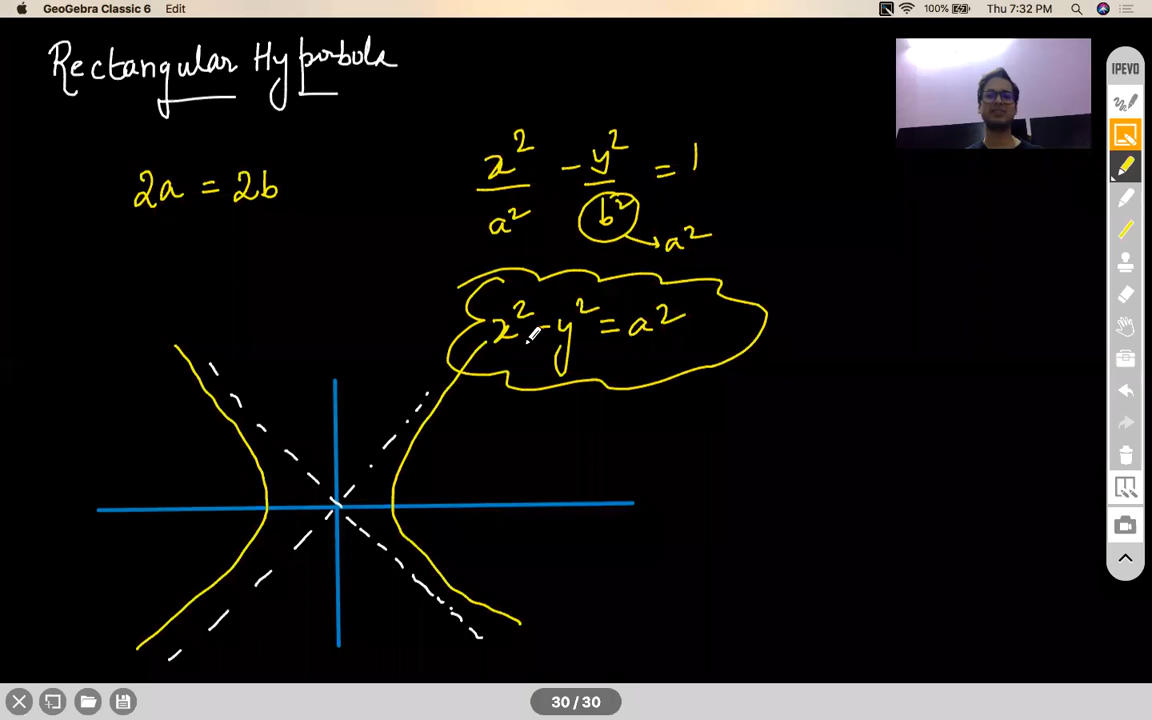 GeoGebra Classic 6 Edit 100% Thu 7:32 PM
Rectangular Hyperbola
IPEVO
2a = 2b
x²/a² - y²/b² = 1
→ a²
x² - y² = a²
30 / 30